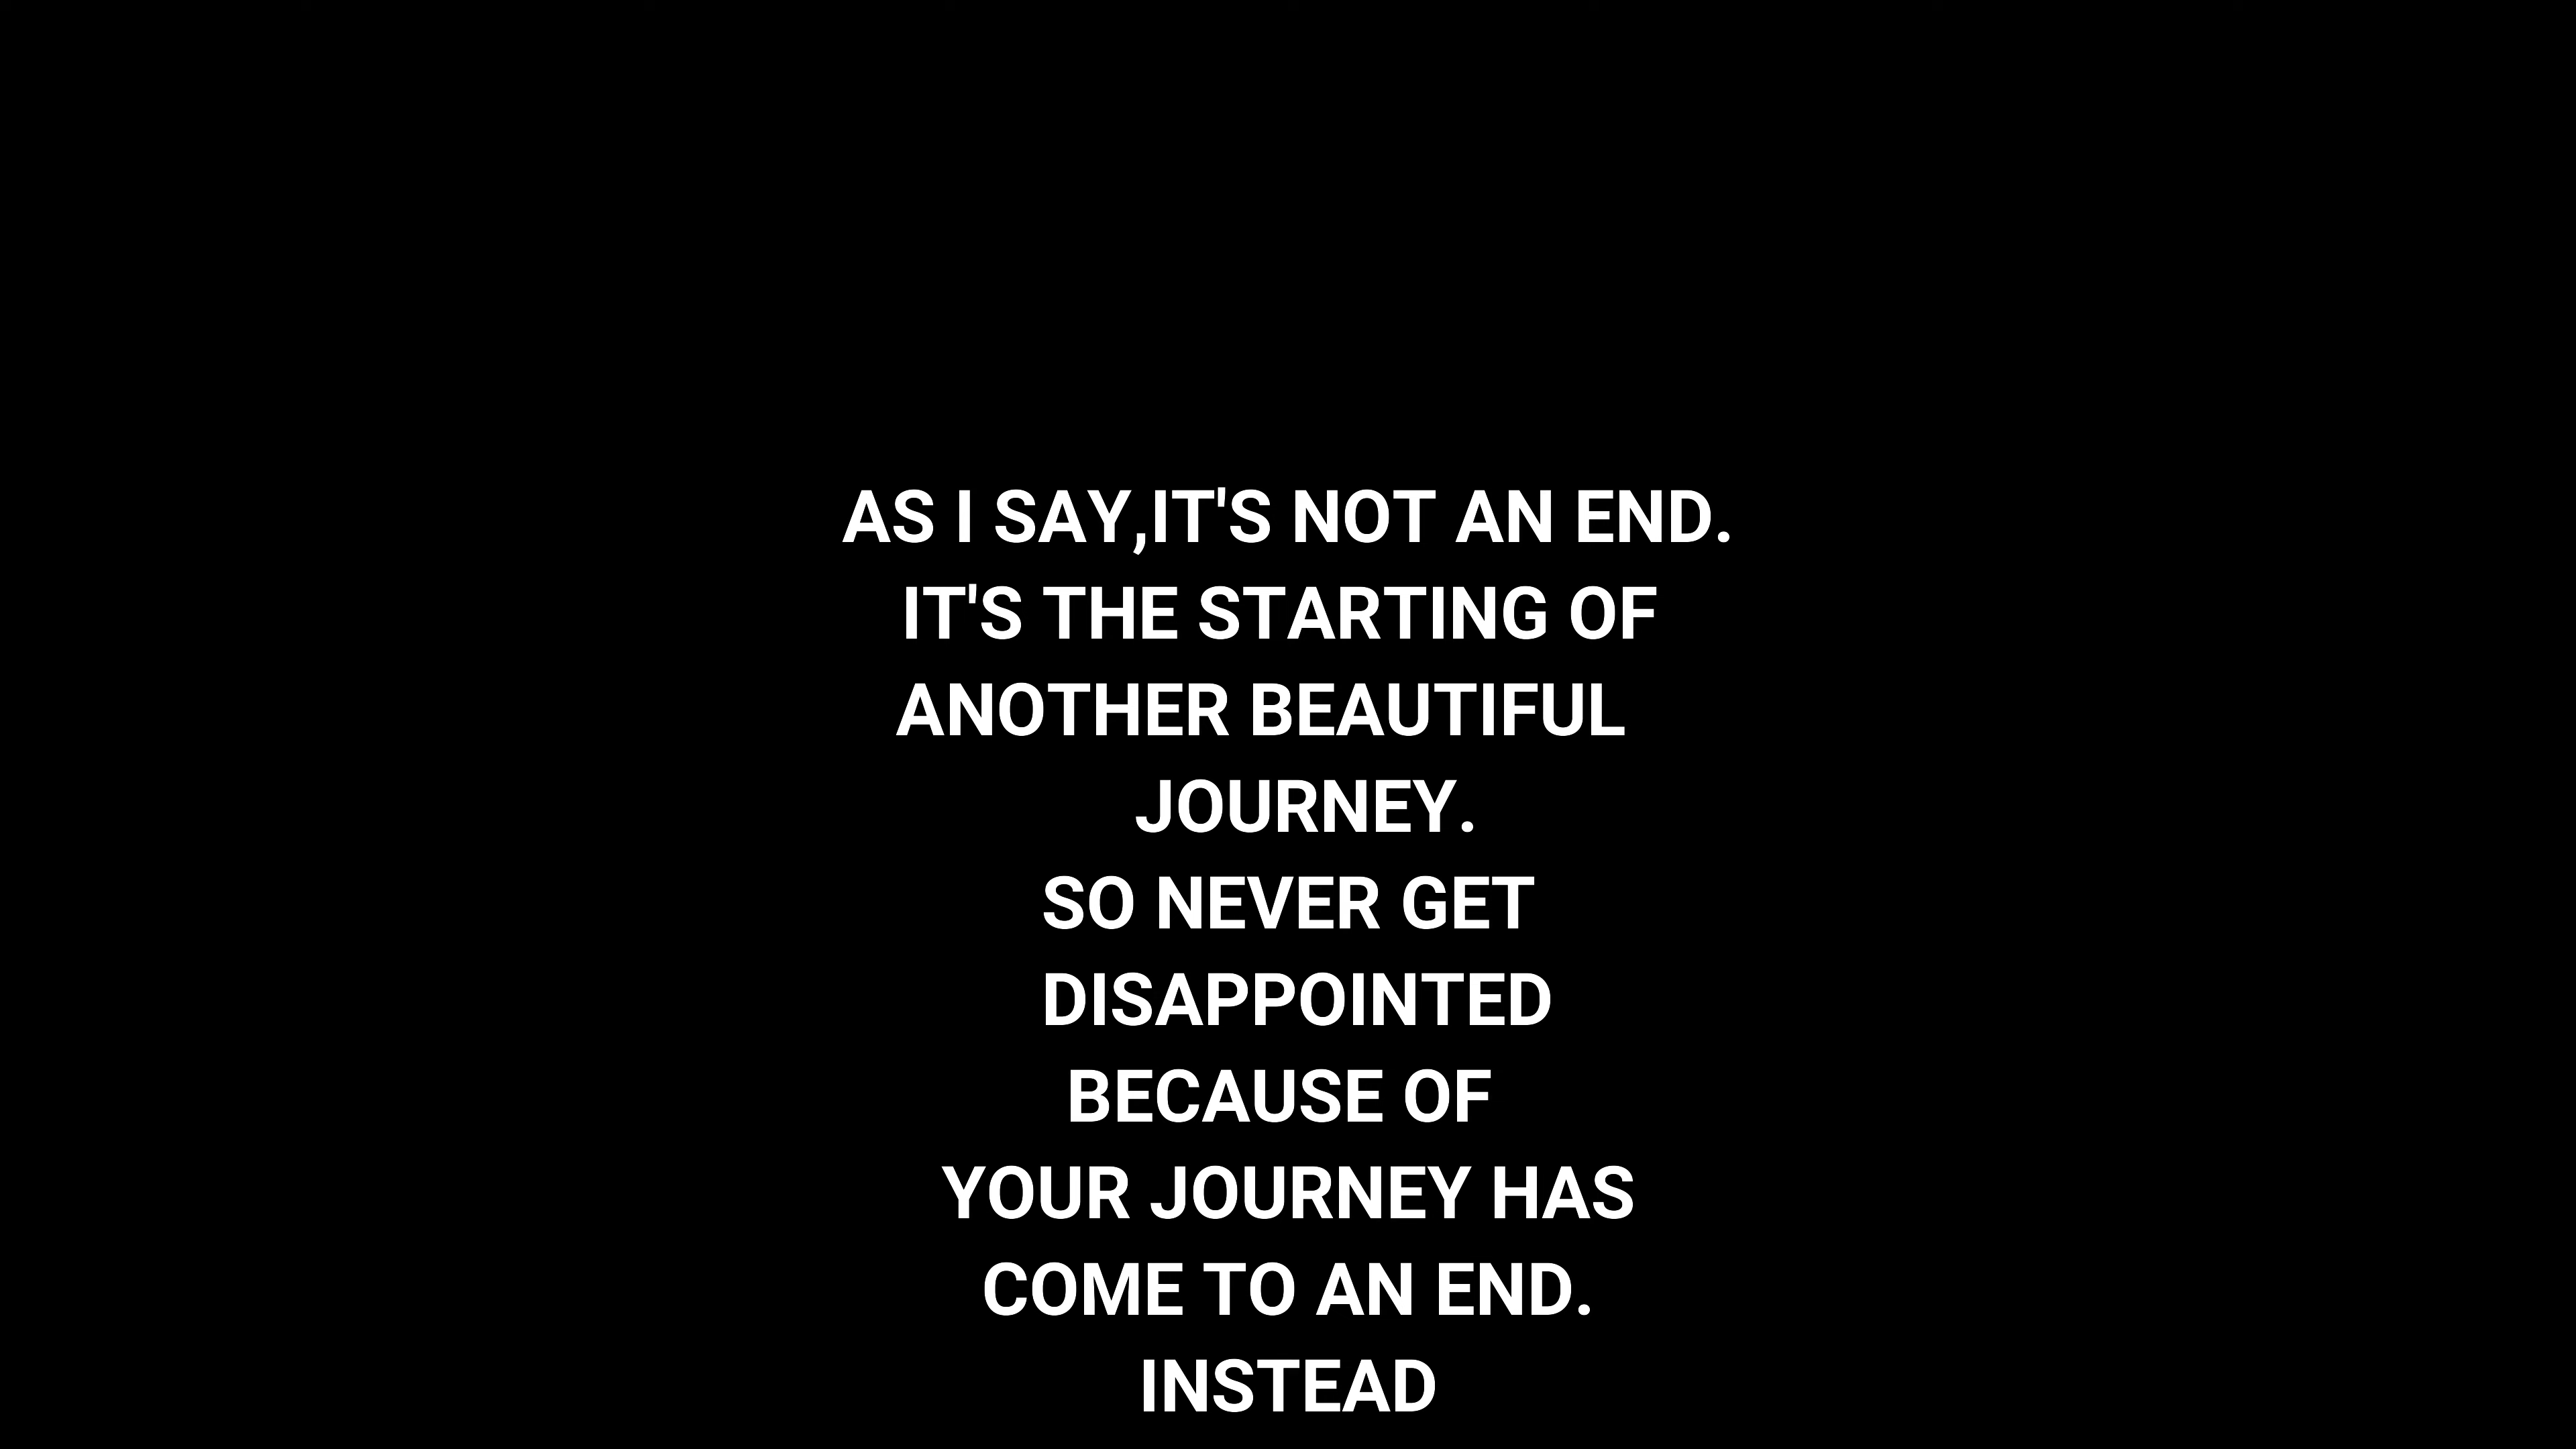 AS I SAY,IT'S NOT AN END.
IT'S THE STARTING OF
ANOTHER BEAUTIFUL
JOURNEY.
SO NEVER GET
DISAPPOINTED
BECAUSE OF
YOUR JOURNEY HAS
COME TO AN END.
INSTEAD